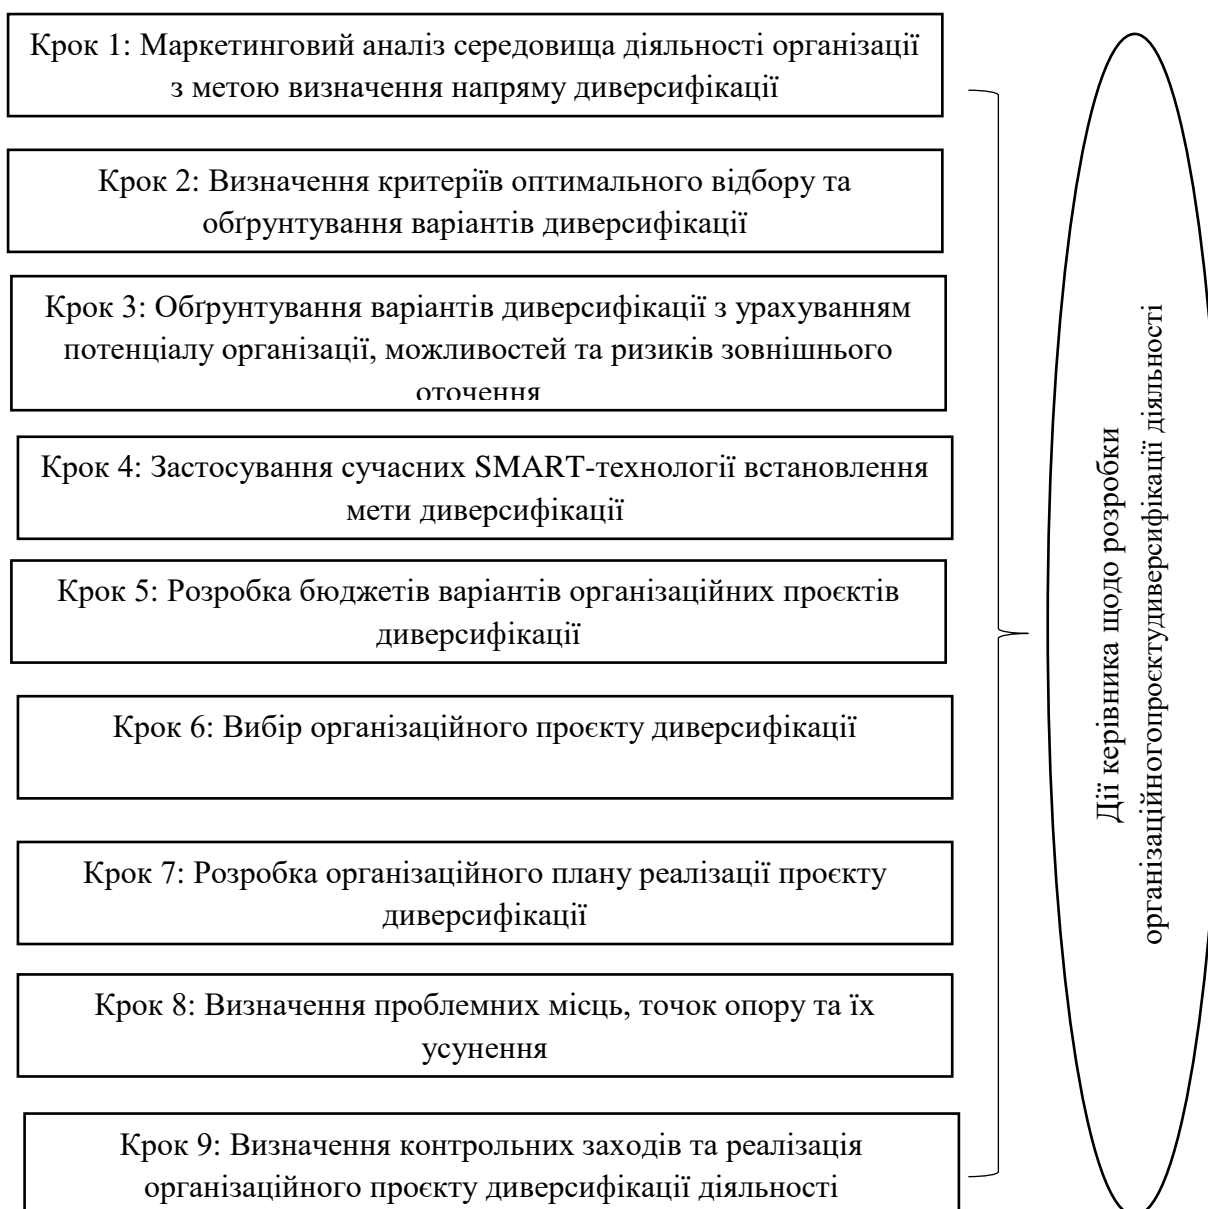 Крок 1: Маркетинговий аналіз середовища діяльності організації
з метою визначення напряму диверсифікації
Крок 2: Визначення критеріїв оптимального відбору та
обґрунтування варіантів диверсифікації
Крок 3: Обґрунтування варіантів диверсифікації з урахуванням
потенціалу організації, можливостей та ризиків зовнішнього
оточення
Крок 4: Застосування сучасних SMART-технології встановлення
мети диверсифікації
Крок 5: Розробка бюджетів варіантів організаційних проєктів
диверсифікації
Крок 6: Вибір організаційного проєкту диверсифікації
Крок 7: Розробка організаційного плану реалізації проєкту
диверсифікації
Крок 8: Визначення проблемних місць, точок опору та їх
усунення
Крок 9: Визначення контрольних заходів та реалізація
організаційного проєкту диверсифікації діяльності
Дії керівника щодо розробки
організаційногопроєктудиверсифікації діяльності